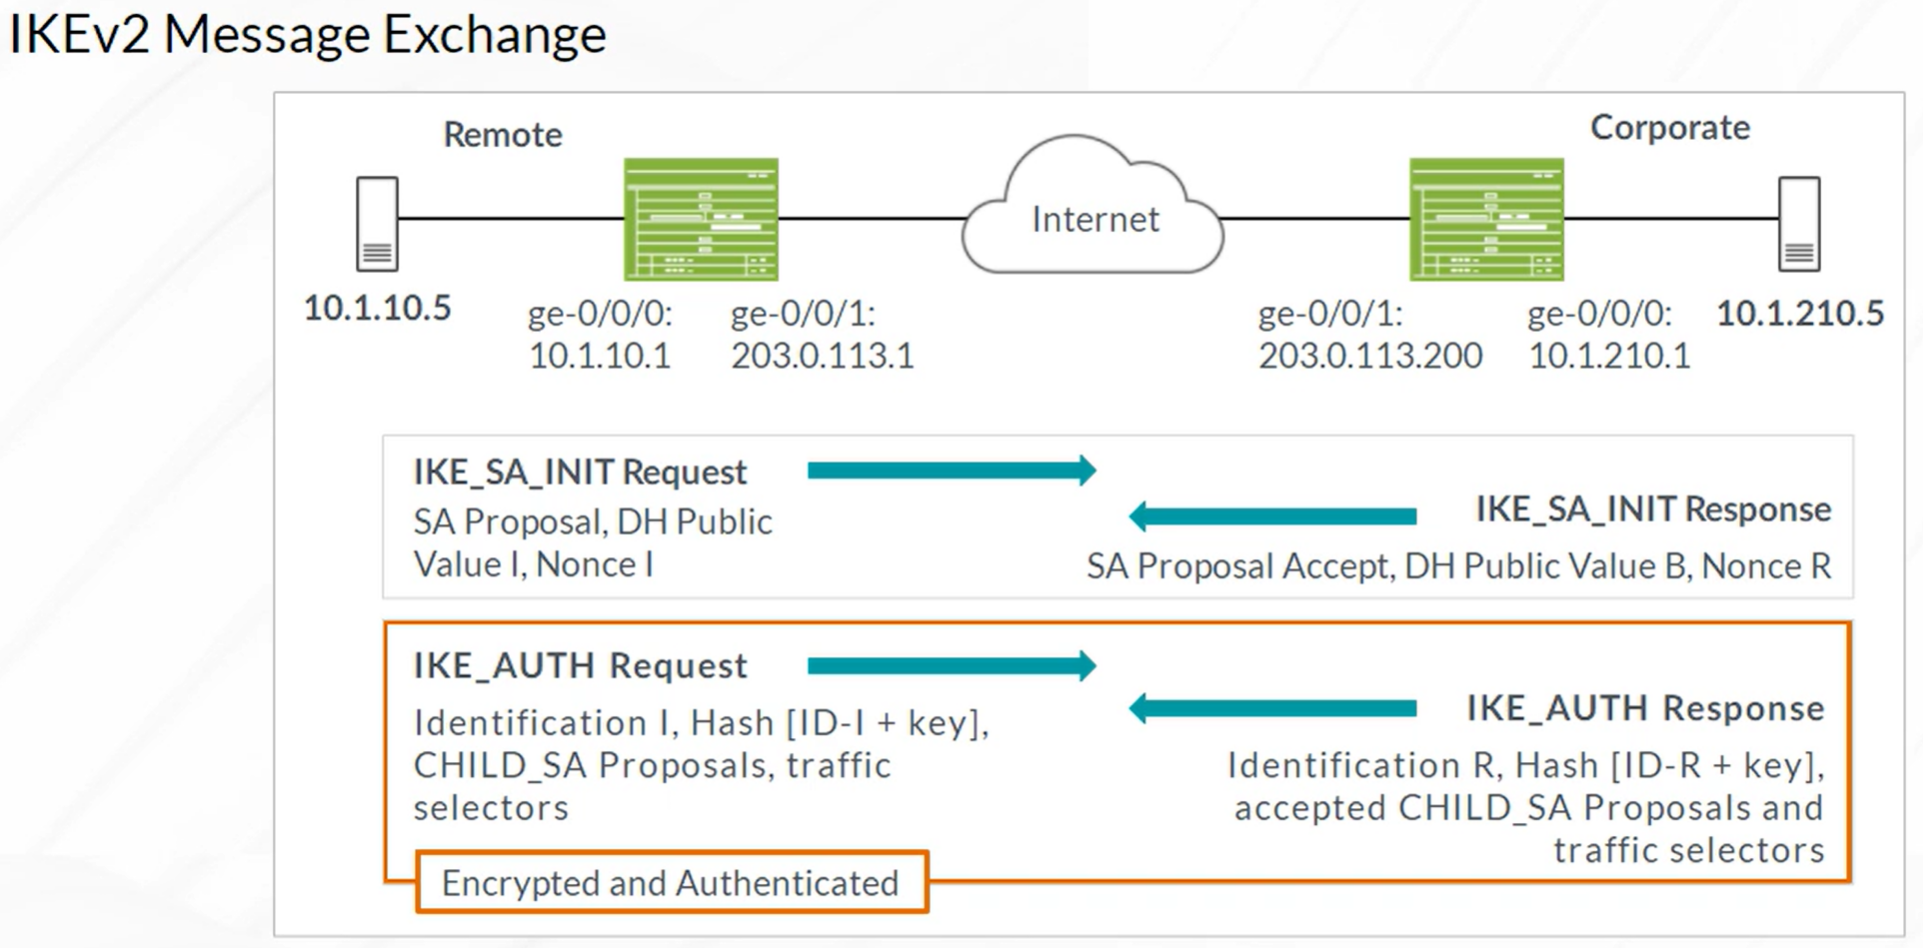 IKEv2 Message Exchange
Remote
Corporate
Internet
10.1.10.5
ge-0/0/0:
10.1.10.1
ge-0/0/1:
203.0.113.1
ge-0/0/1:
203.0.113.200
ge-0/0/0:
10.1.210.1
10.1.210.5
IKE_SA_INIT Request
SA Proposal, DH Public
Value I, Nonce I
IKE_SA_INIT Response
SA Proposal Accept, DH Public Value B, Nonce R
IKE_AUTH Request
Identification I, Hash [ID-I + key],
CHILD_SA Proposals, traffic
selectors
IKE_AUTH Response
Identification R, Hash [ID-R + key],
accepted CHILD_SA Proposals and
traffic selectors
Encrypted and Authenticated